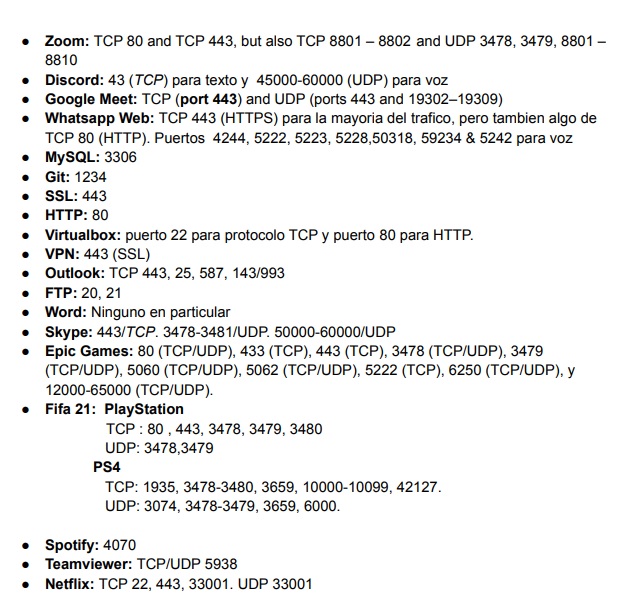 ● Zoom: TCP 80 and TCP 443, but also TCP 8801 – 8802 and UDP 3478, 3479, 8801 –
8810
● Discord: 43 (TCP) para texto y 45000-60000 (UDP) para voz
● Google Meet: TCP (port 443) and UDP (ports 443 and 19302–19309)
● Whatsapp Web: TCP 443 (HTTPS) para la mayoria del trafico, pero tambien algo de
TCP 80 (HTTP). Puertos 4244, 5222, 5223, 5228,50318, 59234 & 5242 para voz
● MySQL: 3306
● Git: 1234
● SSL: 443
● HTTP: 80
● Virtualbox: puerto 22 para protocolo TCP y puerto 80 para HTTP.
● VPN: 443 (SSL)
● Outlook: TCP 443, 25, 587, 143/993
● FTP: 20, 21
● Word: Ninguno en particular
● Skype: 443/TCP. 3478-3481/UDP. 50000-60000/UDP
● Epic Games: 80 (TCP/UDP), 433 (TCP), 443 (TCP), 3478 (TCP/UDP), 3479
(TCP/UDP), 5060 (TCP/UDP), 5062 (TCP/UDP), 5222 (TCP), 6250 (TCP/UDP), y
12000-65000 (TCP/UDP).
● Fifa 21: PlayStation
TCP : 80 , 443, 3478, 3479, 3480
UDP: 3478,3479
PS4
TCP: 1935, 3478-3480, 3659, 10000-10099, 42127.
UDP: 3074, 3478-3479, 3659, 6000.
● Spotify: 4070
● Teamviewer: TCP/UDP 5938
● Netflix: TCP 22, 443, 33001. UDP 33001